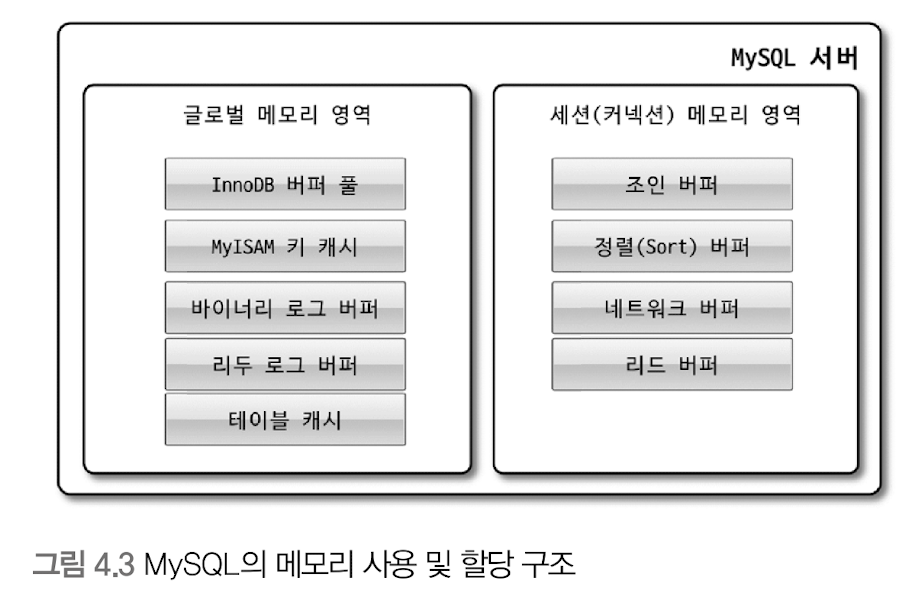 MySQL 서버
글로벌 메모리 영역
InnoDB 버퍼 풀
MyISAM 키 캐시
바이너리 로그 버퍼
리두 로그 버퍼
테이블 캐시
세션(커넥션) 메모리 영역
조인 버퍼
정렬(Sort) 버퍼
네트워크 버퍼
리드 버퍼
그림 4.3 MySQL의 메모리 사용 및 할당 구조